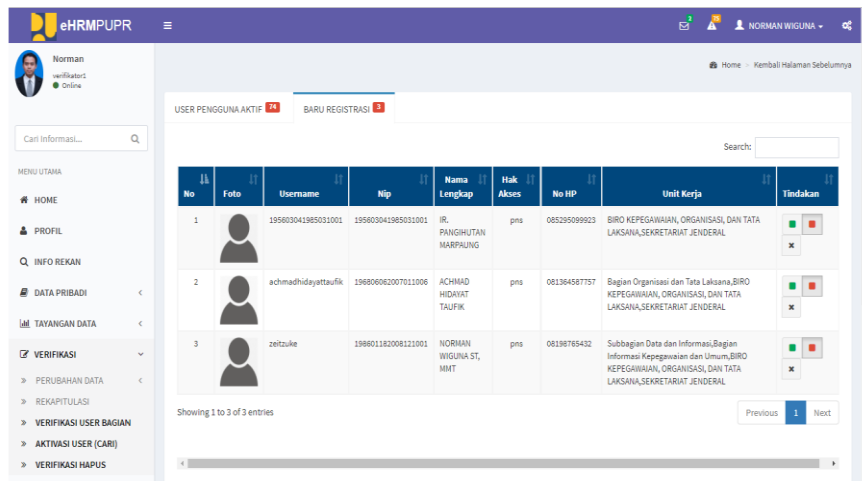 eHRMPUPR
3
75
NORMAN WIGUNA
Norman
verifikator1
Online
Home > Kembali Halaman Sebelumnya
USER PENGGUNA AKTIF 74
BARU REGISTRASI 3
Cari Informasi...
Search:
MENU UTAMA
HOME
PROFIL
INFO REKAN
DATA PRIBADI
TAYANGAN DATA
VERIFIKASI
PERUBAHAN DATA
REKAPITULASI
VERIFIKASI USER BAGIAN
AKTIVASI USER (CARI)
VERIFIKASI HAPUS
No Foto Username Nip Nama Lengkap Hak Akses No HP Unit Kerja Tindakan
1 195603041985031001 195603041985031001 IR. pns 085295099923 BIRO KEPEGAWAIAN, ORGANISASI, DAN TATA
PANGIHUTAN LAKSANA,SEKRETARIAT JENDERAL
MARPAUNG
2 achmadhidayattaufik 196806062007011006 ACHMAD pns 081364587757 Bagian Organisasi dan Tata Laksana,BIRO
HIDAYAT KEPEGAWAIAN, ORGANISASI, DAN TATA
TAUFIK LAKSANA,SEKRETARIAT JENDERAL
3 zeitzuke 198601182008121001 NORMAN pns 08198765432 Subbagian Data dan Informasi,Bagian
WIGUNA ST, Informasi Kepegawaian dan Umum,BIRO
MMT KEPEGAWAIAN, ORGANISASI, DAN TATA
LAKSANA,SEKRETARIAT JENDERAL
Showing 1 to 3 of 3 entries
Previous 1 Next